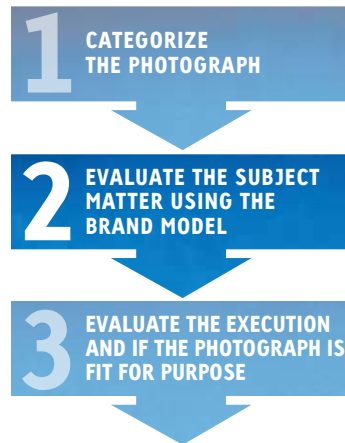 1
CATEGORIZE
THE PHOTOGRAPH
2
EVALUATE THE SUBJECT
MATTER USING THE
BRAND MODEL
3
EVALUATE THE EXECUTION
AND IF THE PHOTOGRAPH IS
FIT FOR PURPOSE